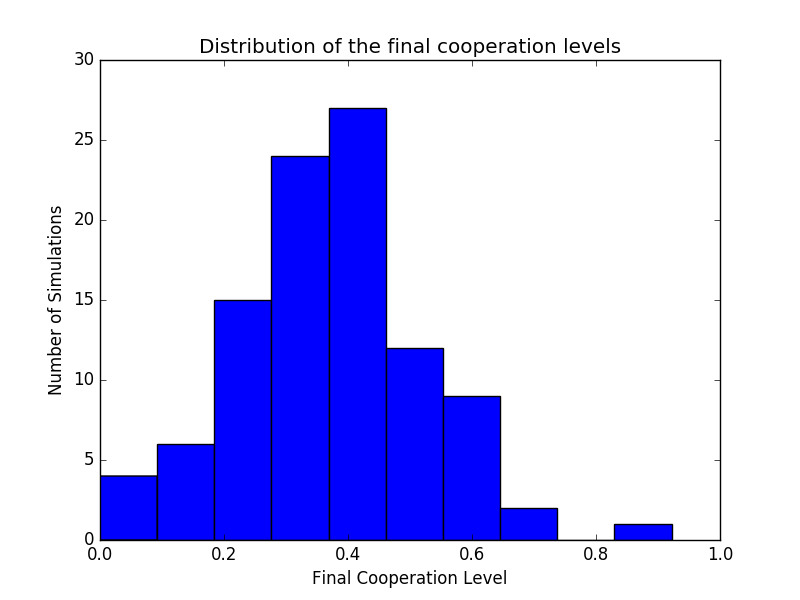 Distribution of the final cooperation levels
30
25
20
15
10
5
0
Number of Simulations
0.0 0.2 0.4 0.6 0.8 1.0
Final Cooperation Level